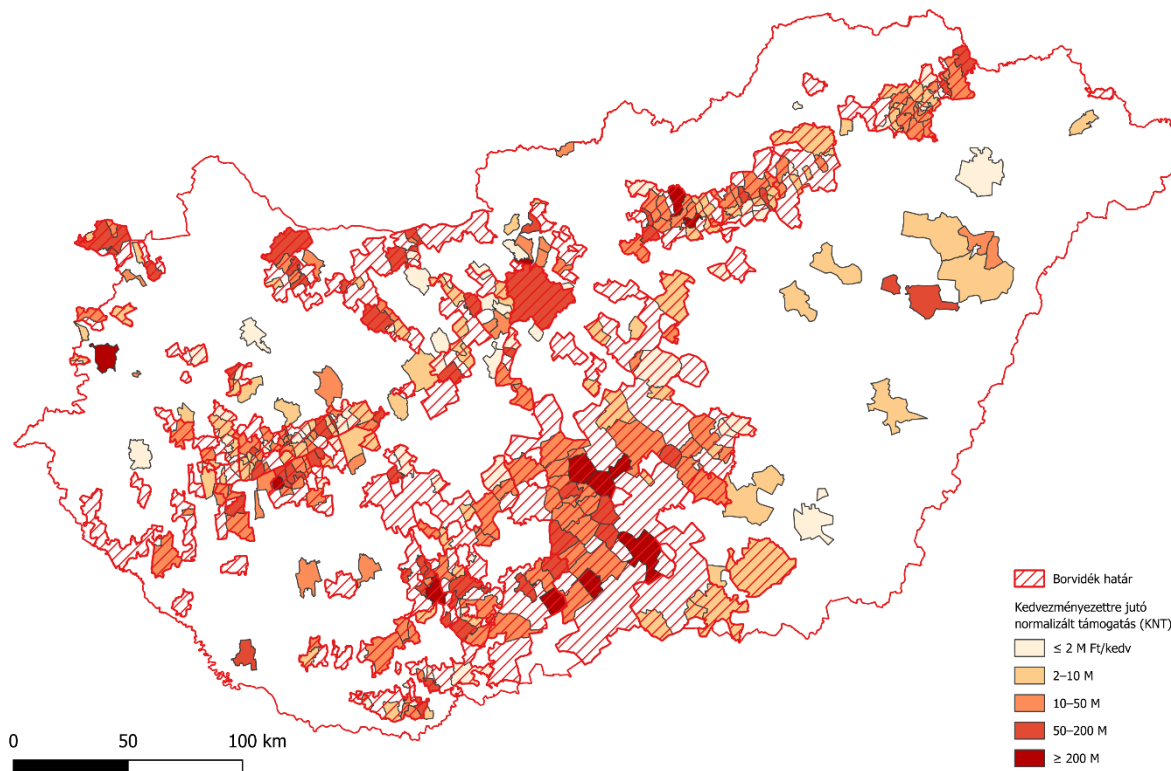 Borvidék határ
Kedvezményezettre jutó
normalizált támogatás (KNT)
≤ 2 M Ft/kedv
2–10 M
10–50 M
50–200 M
≥ 200 M
0 50 100 km